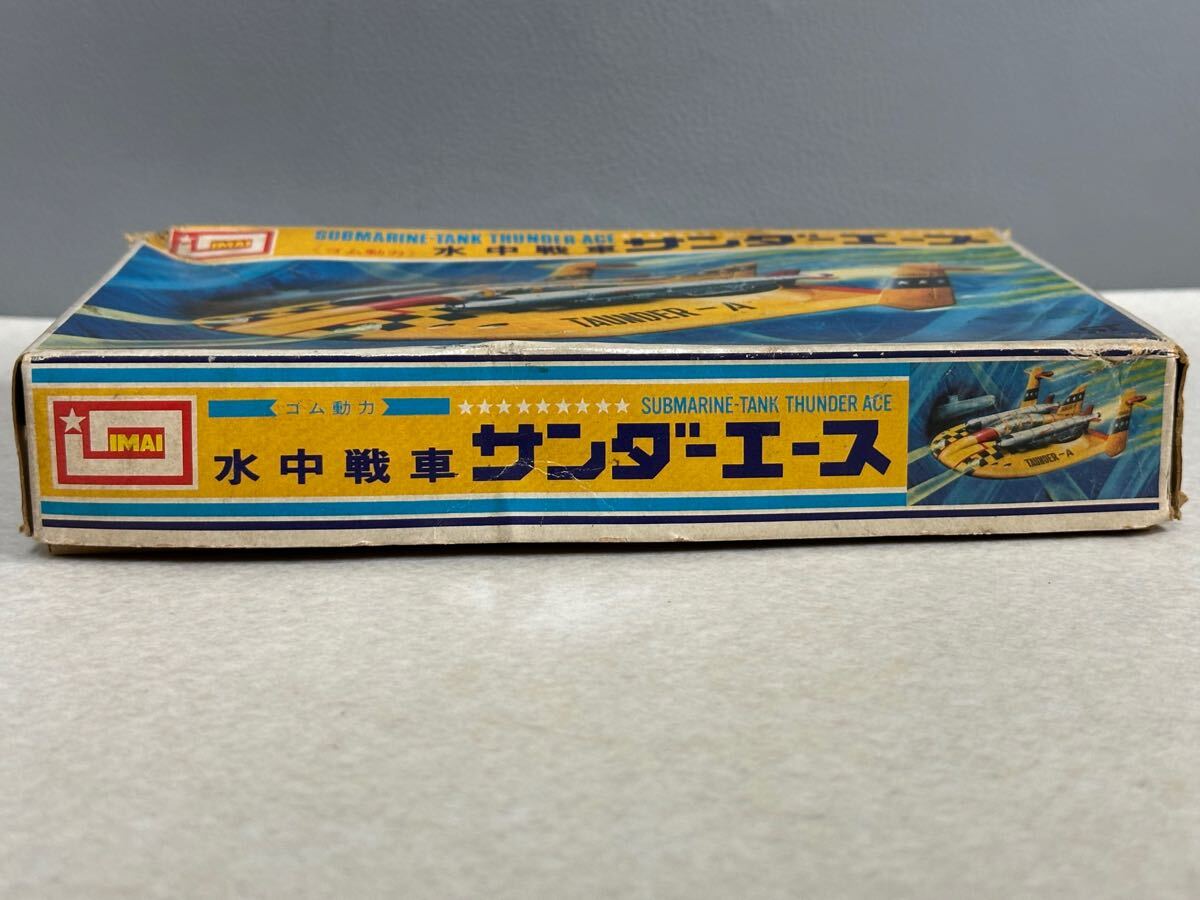 IMAI
SUBMARINE-TANK THUNDER ACE
(ゴム動力)
水中戦車 サンダーエース
TAUNDER-A
IMAI
ゴム動力
★★★★★★★★★ SUBMARINE-TANK THUNDER ACE
水中戦車 サンダーエース
TAUNDER-A